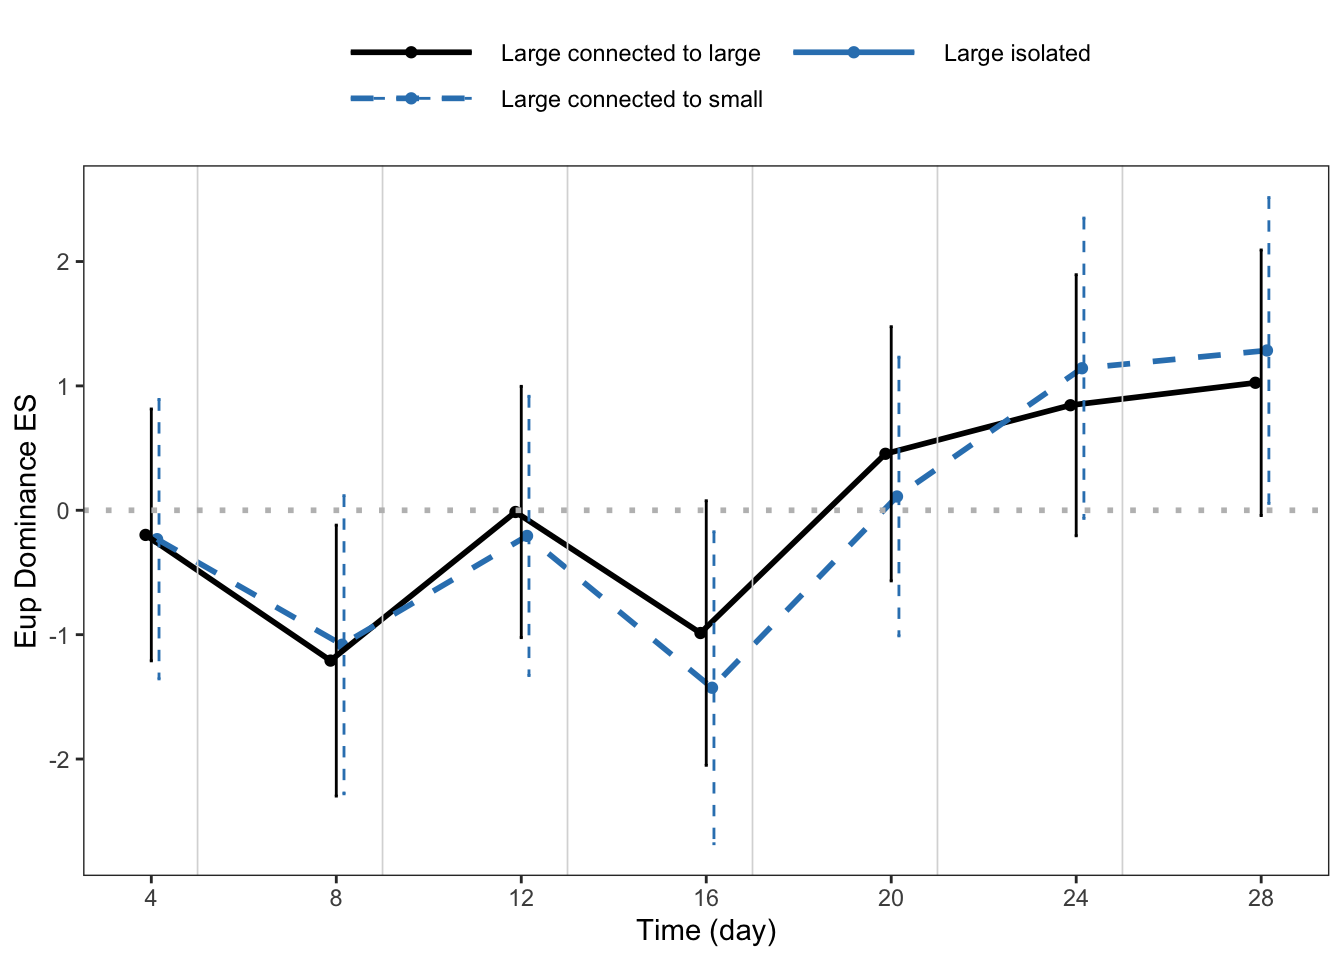 Large connected to large
Large isolated
Large connected to small
Eup Dominance ES
2
1
0
-1
-2
4
8
12
16
20
24
28
Time (day)